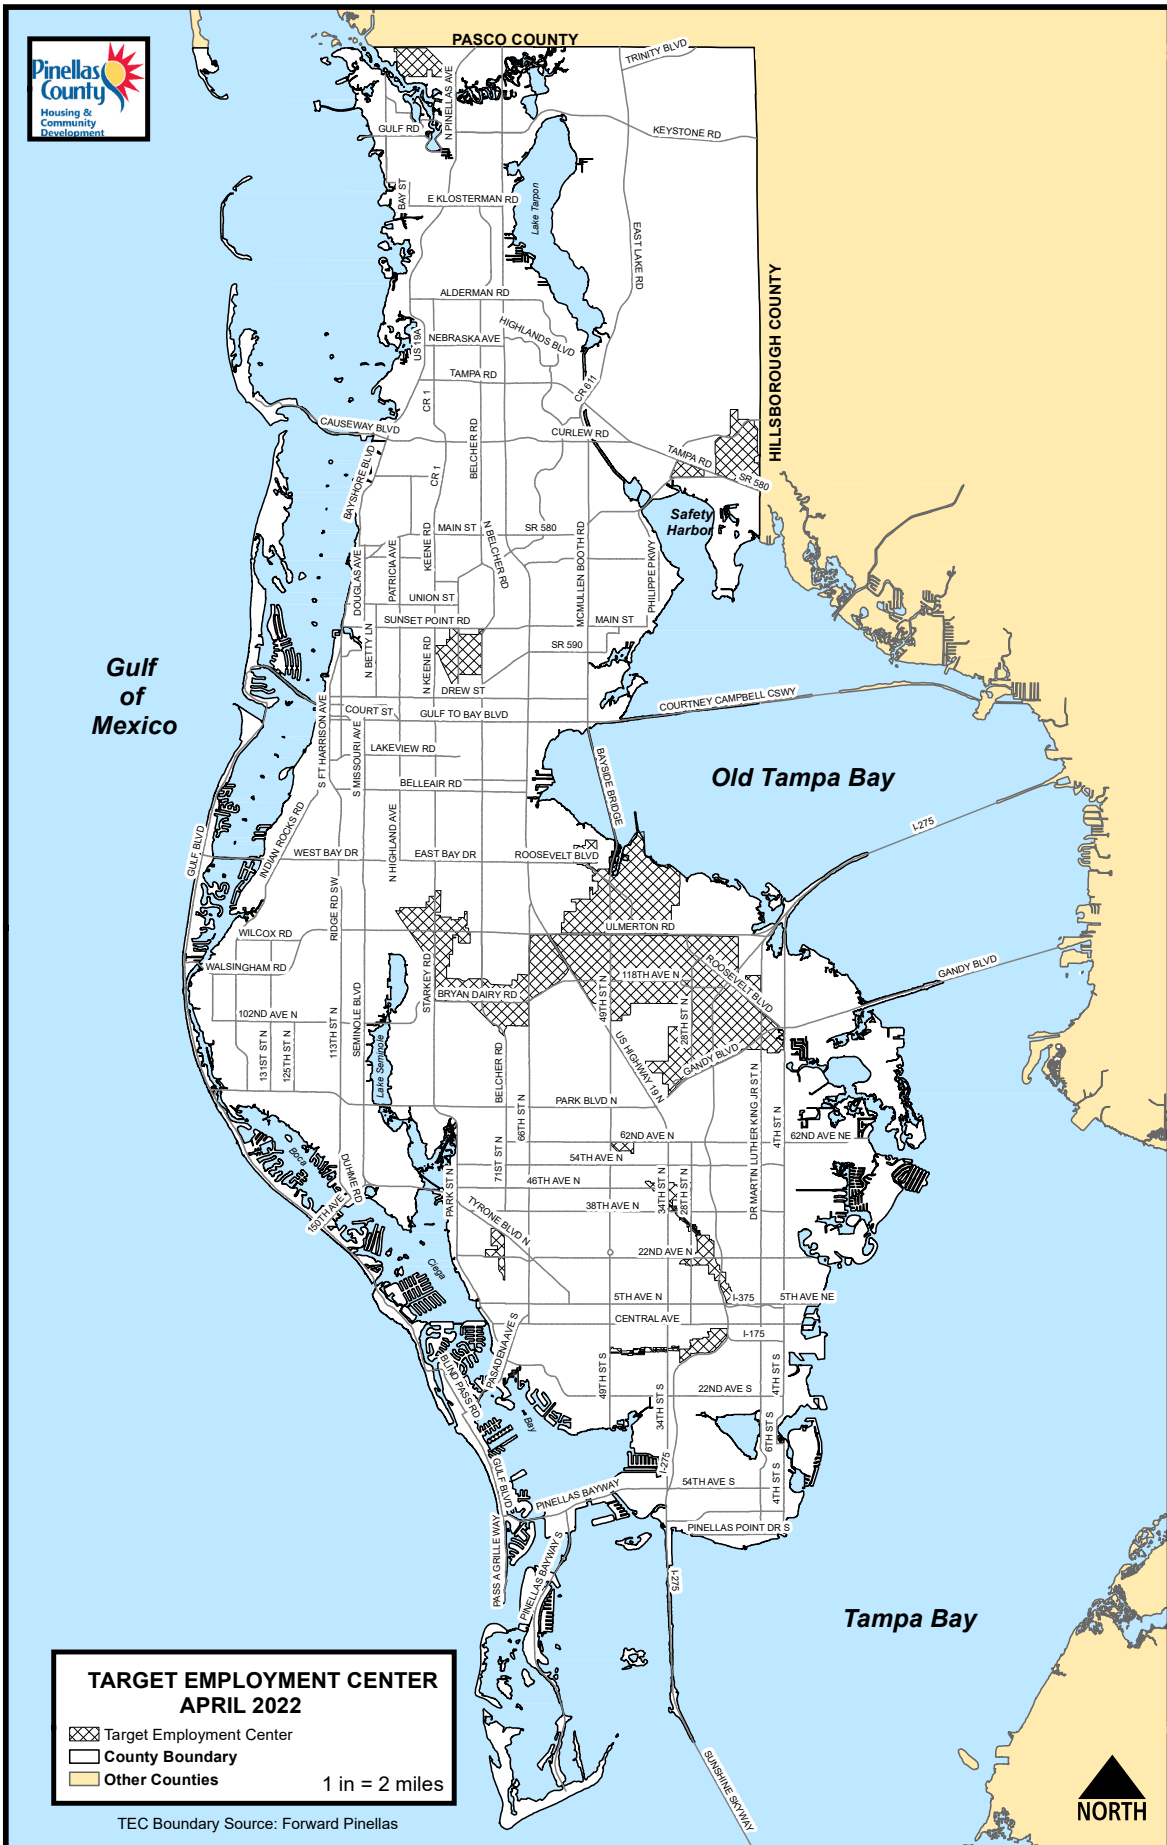 PASCO COUNTY
TRINITY BLVD
Pinellas
County
Housing &
Community
Development
N PINELLAS AVE
GULF RD
KEYSTONE RD
BAY ST
E KLOSTERMAN RD
Lake Tarpon
EAST LAKE RD
HILLSBOROUGH COUNTY
ALDERMAN RD
US 19A
NEBRASKA AVE
HIGHLANDS BLVD
TAMPA RD
CR 611
CR 1
CAUSEWAY BLVD
BELCHER RD
CURLEW RD
TAMPA RD
SR 580
BAYSHORE BLVD
CR 1
Safety
Harbor
MAIN ST
SR 580
KEENE RD
N BELCHER RD
MCMULLEN BOOTH RD
PHILIPPE PKWY
DOUGLAS AVE
PATRICIA AVE
UNION ST
SUNSET POINT RD
MAIN ST
N BETTY LN
N KEENE RD
SR 590
Gulf
of
Mexico
DREW ST
COURTNEY CAMPBELL CSWY
COURT ST
GULF TO BAY BLVD
S FT HARRISON AVE
S MISSOURI AVE
LAKEVIEW RD
BELLEAIR RD
BAYSIDE BRIDGE
Old Tampa Bay
I-275
INDIAN ROCKS RD
N HIGHLAND AVE
GULF BLVD
WEST BAY DR
EAST BAY DR
ROOSEVELT BLVD
RIDGE RD SW
WILCOX RD
ULMERTON RD
WALSINGHAM RD
STARKEY RD
118TH AVE N
ROOSEVELT BLVD
GANDY BLVD
BRYAN DAIRY RD
49TH ST N
28TH ST N
102ND AVE N
SEMINOLE BLVD
113TH ST N
131ST ST N
125TH ST N
Lake Seminole
BELCHER RD
US HIGHWAY 19 N
GANDY BLVD
PARK BLVD N
66TH ST N
DR MARTIN LUTHER KING JR ST N
4TH ST N
62ND AVE N
62ND AVE NE
Boca
71ST ST N
54TH AVE N
DUHME RD
46TH AVE N
PARK ST N
34TH ST N
28TH ST N
150TH AVE
TYRONE BLVD N
38TH AVE N
22ND AVE N
Ciega
5TH AVE N
I-375
5TH AVE NE
CENTRAL AVE
I-175
PASADENA AVE S
BLIND PASS RD
49TH ST S
34TH ST S
4TH ST S
22ND AVE S
Bay
6TH ST S
GULF BLVD
I-275
54TH AVE S
4TH ST S
PINELLAS BAYWAY
PINELLAS POINT DR S
PASS A GRILLE WAY
PINELLAS BAYWAY S
I-275
Tampa Bay
TARGET EMPLOYMENT CENTER
APRIL 2022
Target Employment Center
County Boundary
Other Counties
1 in = 2 miles
SUNSHINE SKYWAY
NORTH
TEC Boundary Source: Forward Pinellas